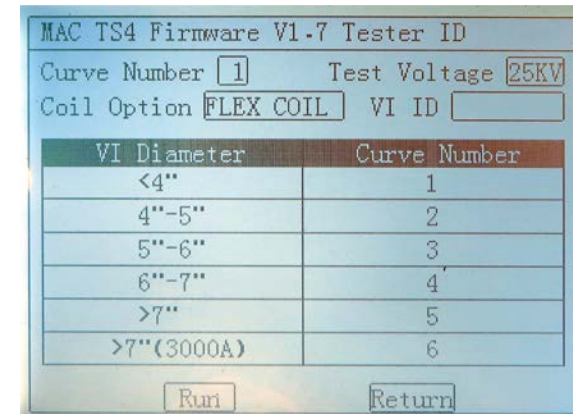 MAC TS4 Firmware V1.7 Tester ID
Curve Number 1 Test Voltage 25KV
Coil Option FLEX COIL VI ID
VI Diameter Curve Number
<4" 1
4"-5" 2
5"-6" 3
6"-7" 4
>7" 5
>7"(3000A) 6
Run Return